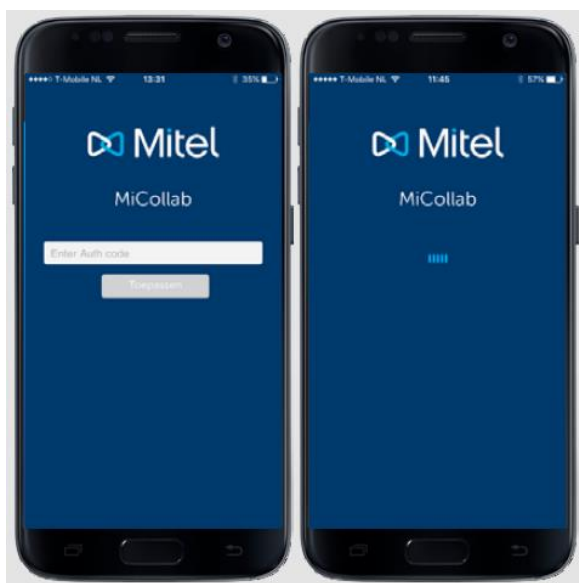 T-Mobile NL 13:31 35%
Mitel
MiCollab
Enter Auth code
Toepassen
T-Mobile NL 11:45 57%
Mitel
MiCollab